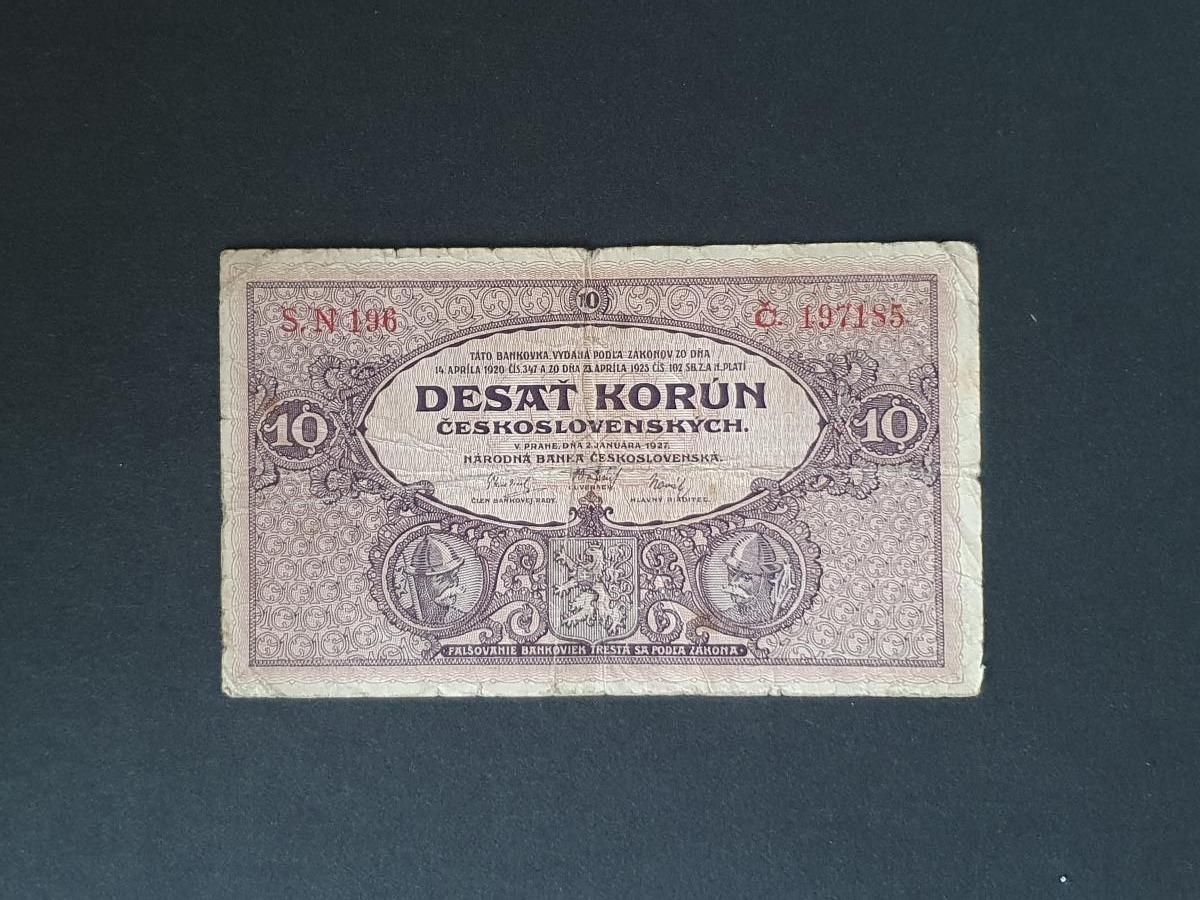 10
S. N 196
Č. 197185
TÁTO BANKOVKA, VYDANÁ PODĽA ZÁKONOV ZO DŇA
14. APRÍLA 1920 ČÍS. 347 A ZO DŇA 23. APRÍLA 1925 ČÍS. 102 SB. Z. A N. PLATÍ
DESAŤ KORÚN
ČESKOSLOVENSKÝCH.
10
10
V PRAHE, DŇA 2. JANUÁRA 1927.
NÁRODNÁ BANKA ČESKOSLOVENSKÁ.
GUVERNÉR
ČLEN BANKOVEJ RADY.
HLAVNÝ RIADITEĽ.
FALŠOVANIE BANKOVIEK TRESTÁ SA PODĽA ZÁKONA